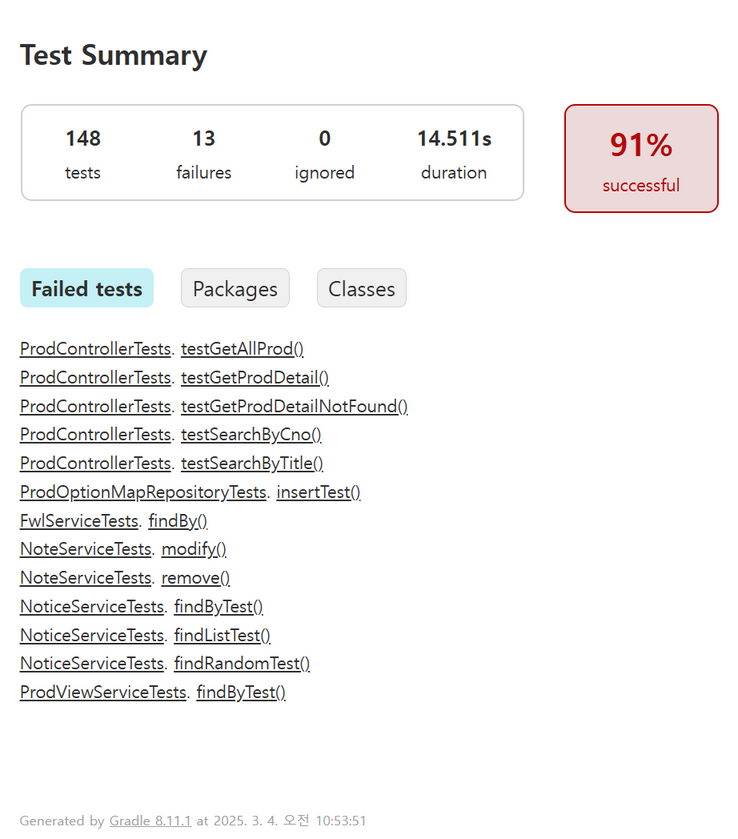 Test Summary
148 13 0 14.511s
tests failures ignored duration
91%
successful
Failed tests Packages Classes
ProdControllerTests. testGetAllProd()
ProdControllerTests. testGetProdDetail()
ProdControllerTests. testGetProdDetailNotFound()
ProdControllerTests. testSearchByCno()
ProdControllerTests. testSearchByTitle()
ProdOptionMapRepositoryTests. insertTest()
FwlServiceTests. findBy()
NoteServiceTests. modify()
NoteServiceTests. remove()
NoticeServiceTests. findByTest()
NoticeServiceTests. findListTest()
NoticeServiceTests. findRandomTest()
ProdViewServiceTests. findByTest()
Generated by Gradle 8.11.1 at 2025. 3. 4. 오전 10:53:51